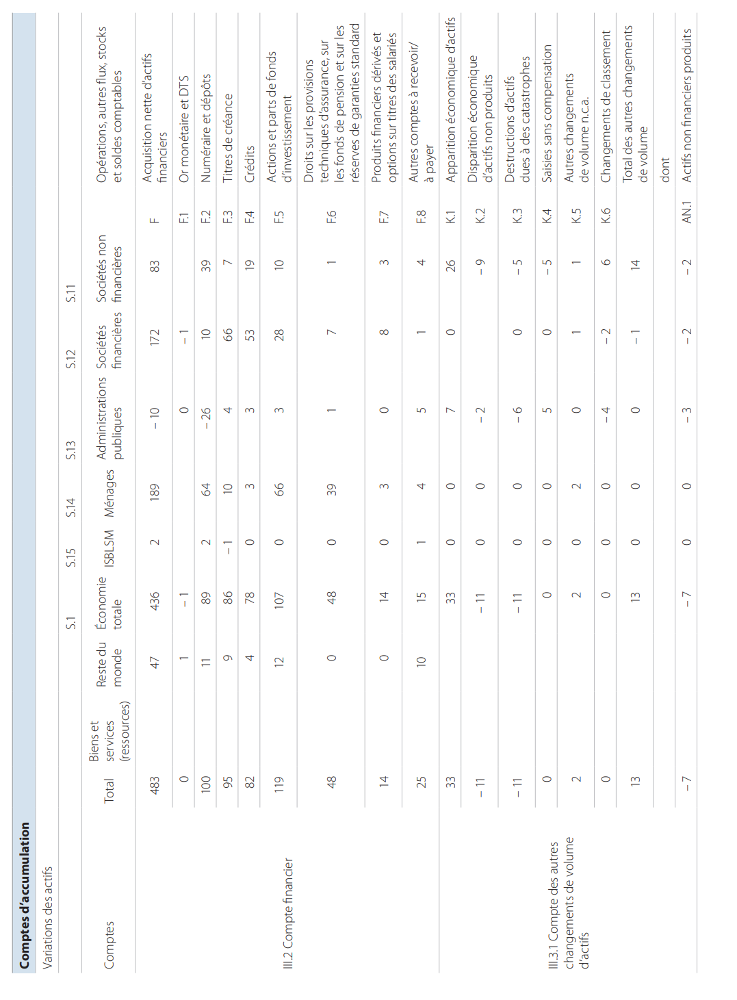 Comptes d’accumulation
Variations des actifs
S.1 S.15 S.14 S.13 S.12 S.11
Comptes Total Biens et services (ressources) Reste du monde Économie totale ISBLSM Ménages Administrations publiques Sociétés financières Sociétés non financières Opérations, autres flux, stocks et soldes comptables
III.2 Compte financier
483 47 436 2 189 – 10 172 83 F Acquisition nette d’actifs financiers
0 1 – 1 0 – 1 F.1 Or monétaire et DTS
100 11 89 2 64 – 26 10 39 F.2 Numéraire et dépôts
95 9 86 – 1 10 4 66 7 F.3 Titres de créance
82 4 78 0 3 3 53 19 F.4 Crédits
119 12 107 0 66 3 28 10 F.5 Actions et parts de fonds d’investissement
48 0 48 0 39 1 7 1 F.6 Droits sur les provisions techniques d’assurance, sur les fonds de pension et sur les réserves de garanties standard
14 0 14 0 3 0 8 3 F.7 Produits financiers dérivés et options sur titres des salariés
25 10 15 1 4 5 1 4 F.8 Autres comptes à recevoir/ à payer
III.3.1 Compte des autres changements de volume d’actifs
33 33 0 0 7 0 26 K.1 Apparition économique d’actifs
– 11 – 11 0 0 – 2 – 9 K.2 Disparition économique d’actifs non produits
– 11 – 11 0 0 – 6 0 – 5 K.3 Destructions d’actifs dues à des catastrophes
0 0 0 0 5 0 – 5 K.4 Saisies sans compensation
2 2 0 2 0 1 1 K.5 Autres changements de volume n.c.a.
0 0 0 0 – 4 – 2 6 K.6 Changements de classement
13 13 0 0 0 – 1 14 Total des autres changements de volume
dont
– 7 – 7 0 0 – 3 – 2 – 2 AN.1 Actifs non financiers produits